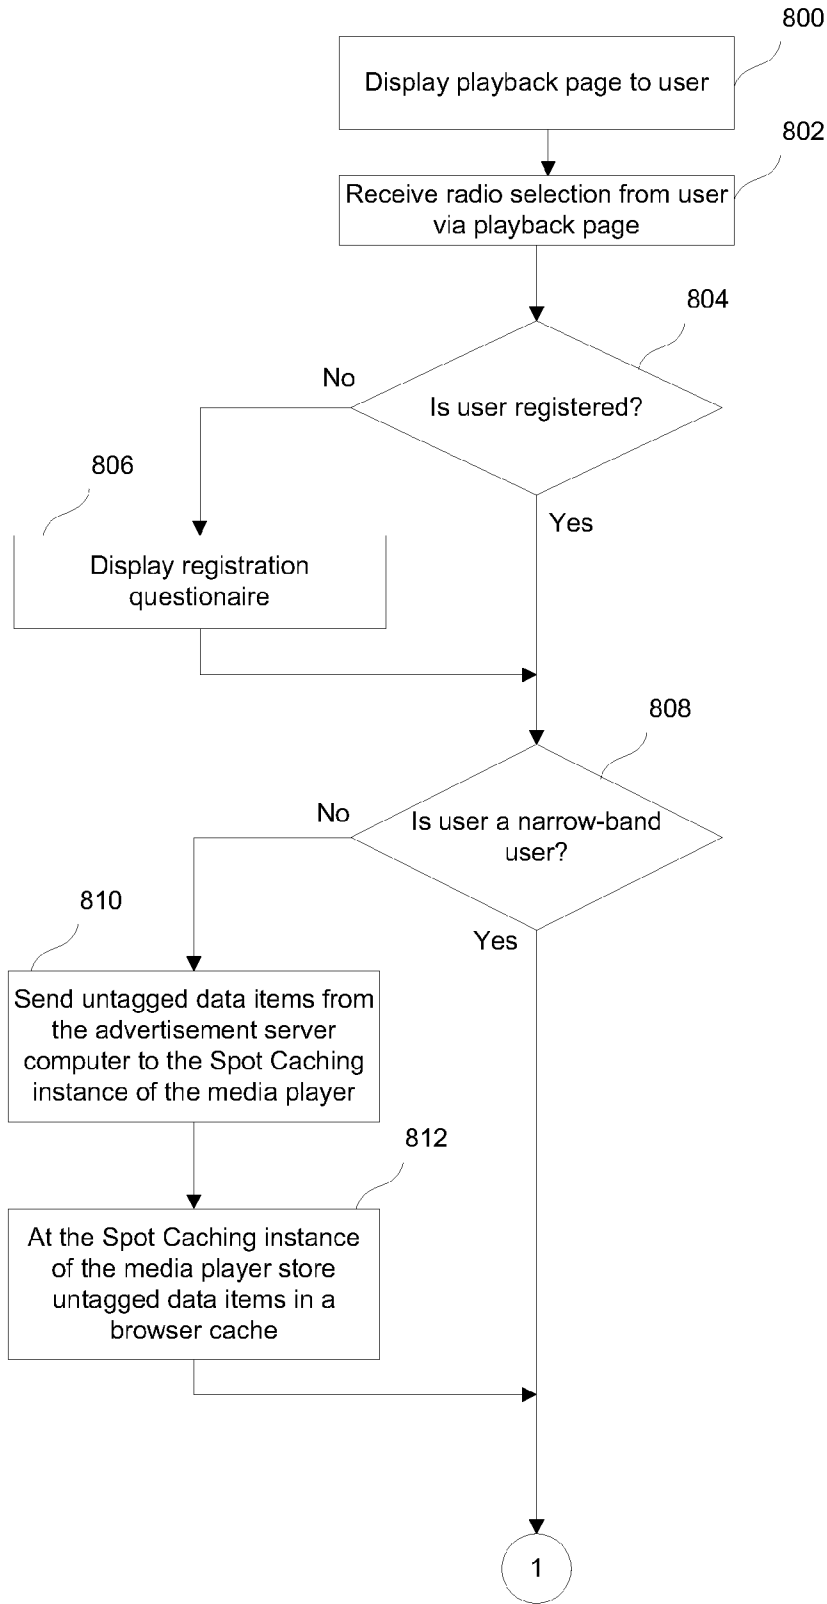 800
Display playback page to user
802
Receive radio selection from user
via playback page
804
No
Is user registered?
806
Yes
Display registration
questionaire
808
No
Is user a narrow-band
user?
810
Yes
Send untagged data items from
the advertisement server
computer to the Spot Caching
instance of the media player
812
At the Spot Caching instance
of the media player store
untagged data items in a
browser cache
1